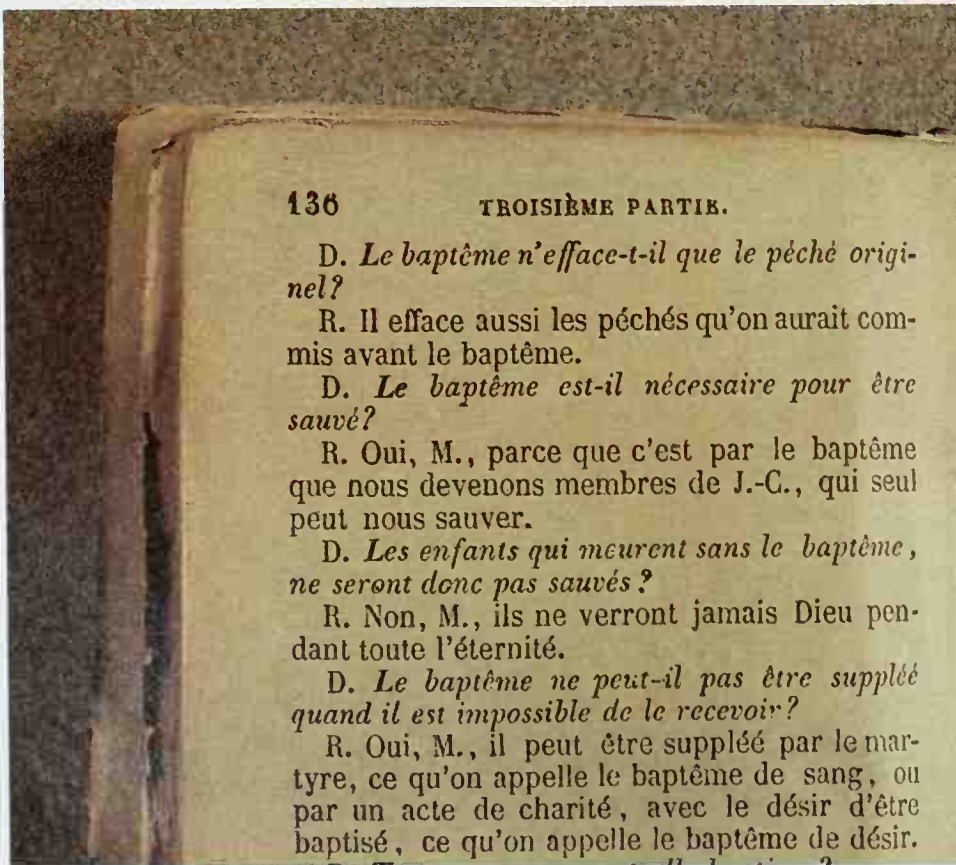 136 TROISIÈME PARTIE.
D. Le baptême n'efface-t-il que le péché origi-
nel?
R. Il efface aussi les péchés qu'on aurait com-
mis avant le baptême.
D. Le baptême est-il nécessaire pour être
sauvé?
R. Oui, M., parce que c'est par le baptême
que nous devenons membres de J.-C., qui seul
peut nous sauver.
D. Les enfants qui meurent sans le baptême,
ne seront donc pas sauvés?
R. Non, M., ils ne verront jamais Dieu pen-
dant toute l'éternité.
D. Le baptême ne peut-il pas être suppléé
quand il est impossible de le recevoir?
R. Oui, M., il peut être suppléé par le mar-
tyre, ce qu'on appelle le baptême de sang, ou
par un acte de charité, avec le désir d'être
baptisé, ce qu'on appelle le baptême de désir.